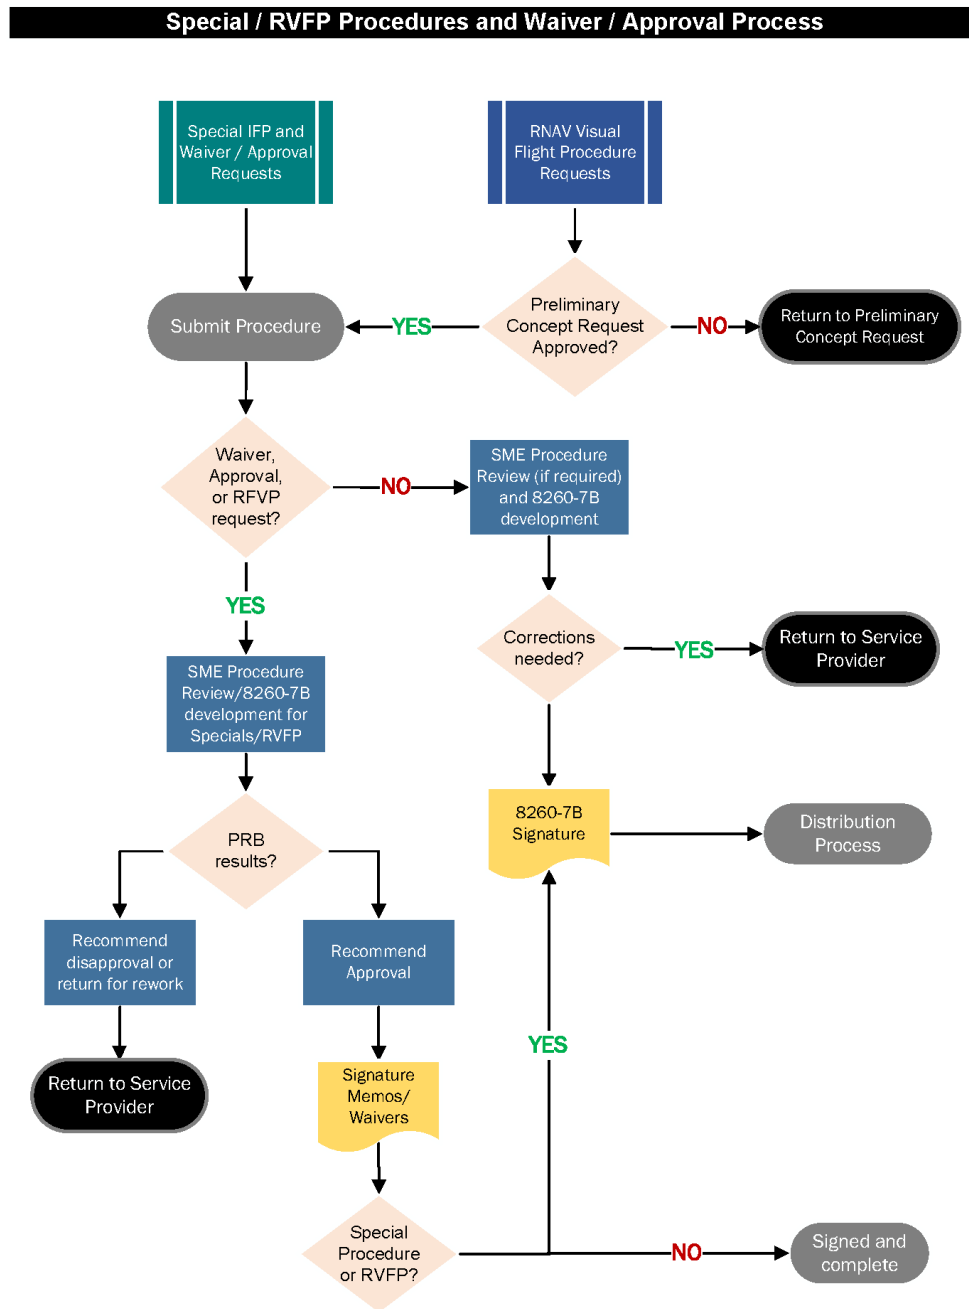 Special / RVFP Procedures and Waiver / Approval Process
Special IFP and
Waiver / Approval
Requests
RNAV Visual
Flight Procedure
Requests
Submit Procedure
YES
Preliminary
Concept Request
Approved?
NO
Return to Preliminary
Concept Request
Waiver,
Approval,
or RFVP
request?
NO
SME Procedure
Review (if required)
and 8260-7B
development
YES
Corrections
needed?
YES
Return to Service
Provider
SME Procedure
Review/8260-7B
development for
Specials/RVFP
8260-7B
Signature
Distribution
Process
PRB
results?
Recommend
disapproval or
return for rework
Recommend
Approval
YES
Return to Service
Provider
Signature
Memos/
Waivers
Special
Procedure
or RVFP?
NO
Signed and
complete